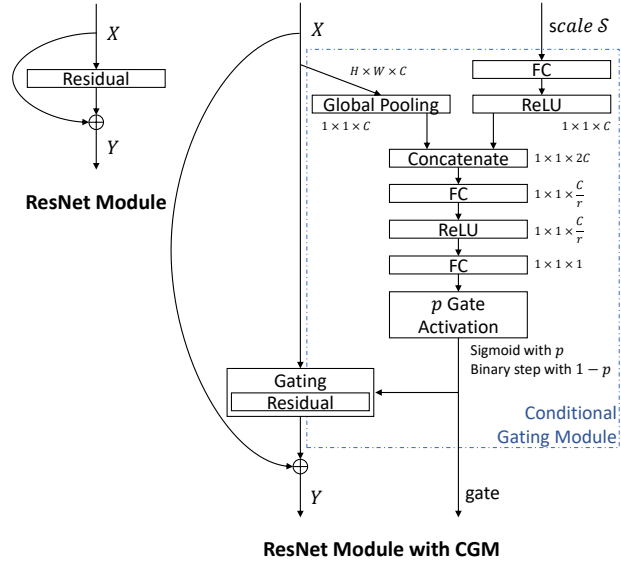 X
Residual
Y
ResNet Module
X
scale S
H × W × C
FC
Global Pooling
ReLU
1 × 1 × C
1 × 1 × C
Concatenate
1 × 1 × 2C
FC
1 × 1 × C/r
ReLU
1 × 1 × C/r
FC
1 × 1 × 1
p Gate
Activation
Sigmoid with p
Binary step with 1 − p
Gating
Residual
Conditional
Gating Module
Y
gate
ResNet Module with CGM